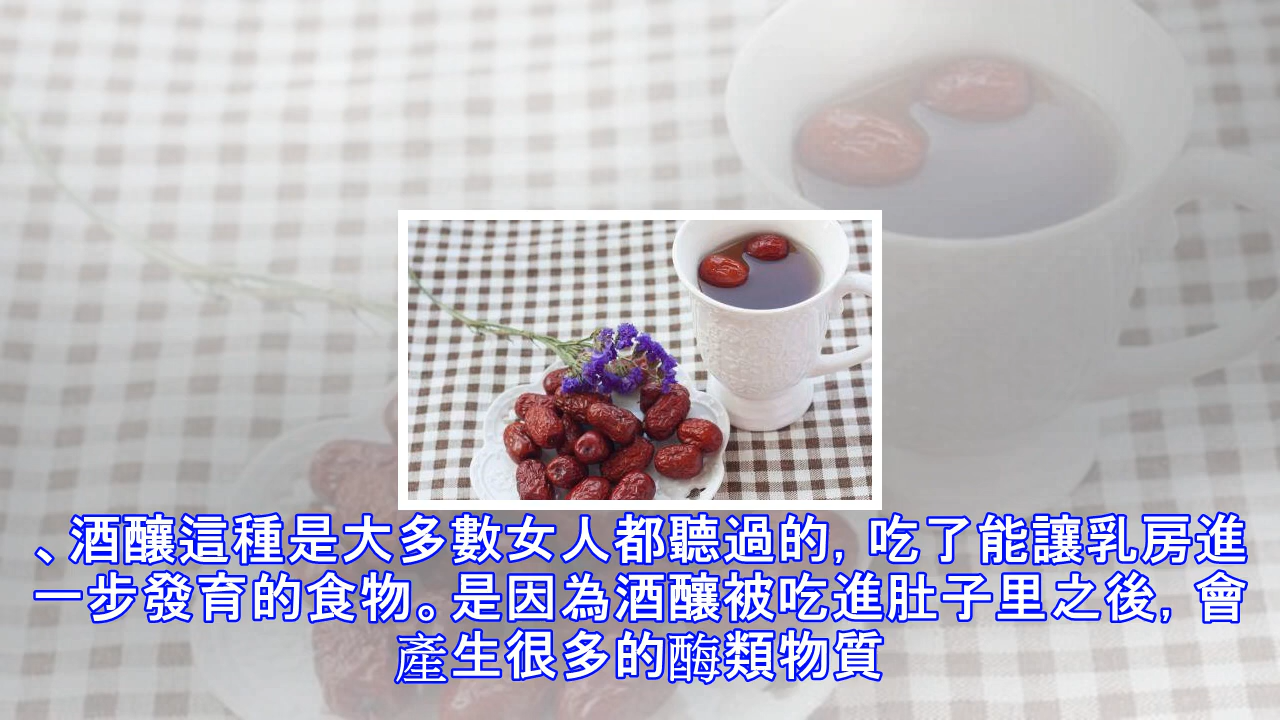 、酒釀這種是大多數女人都聽過的, 吃了能讓乳房進
一步發育的食物。是因為酒釀被吃進肚子里之後, 會
產生很多的酶類物質